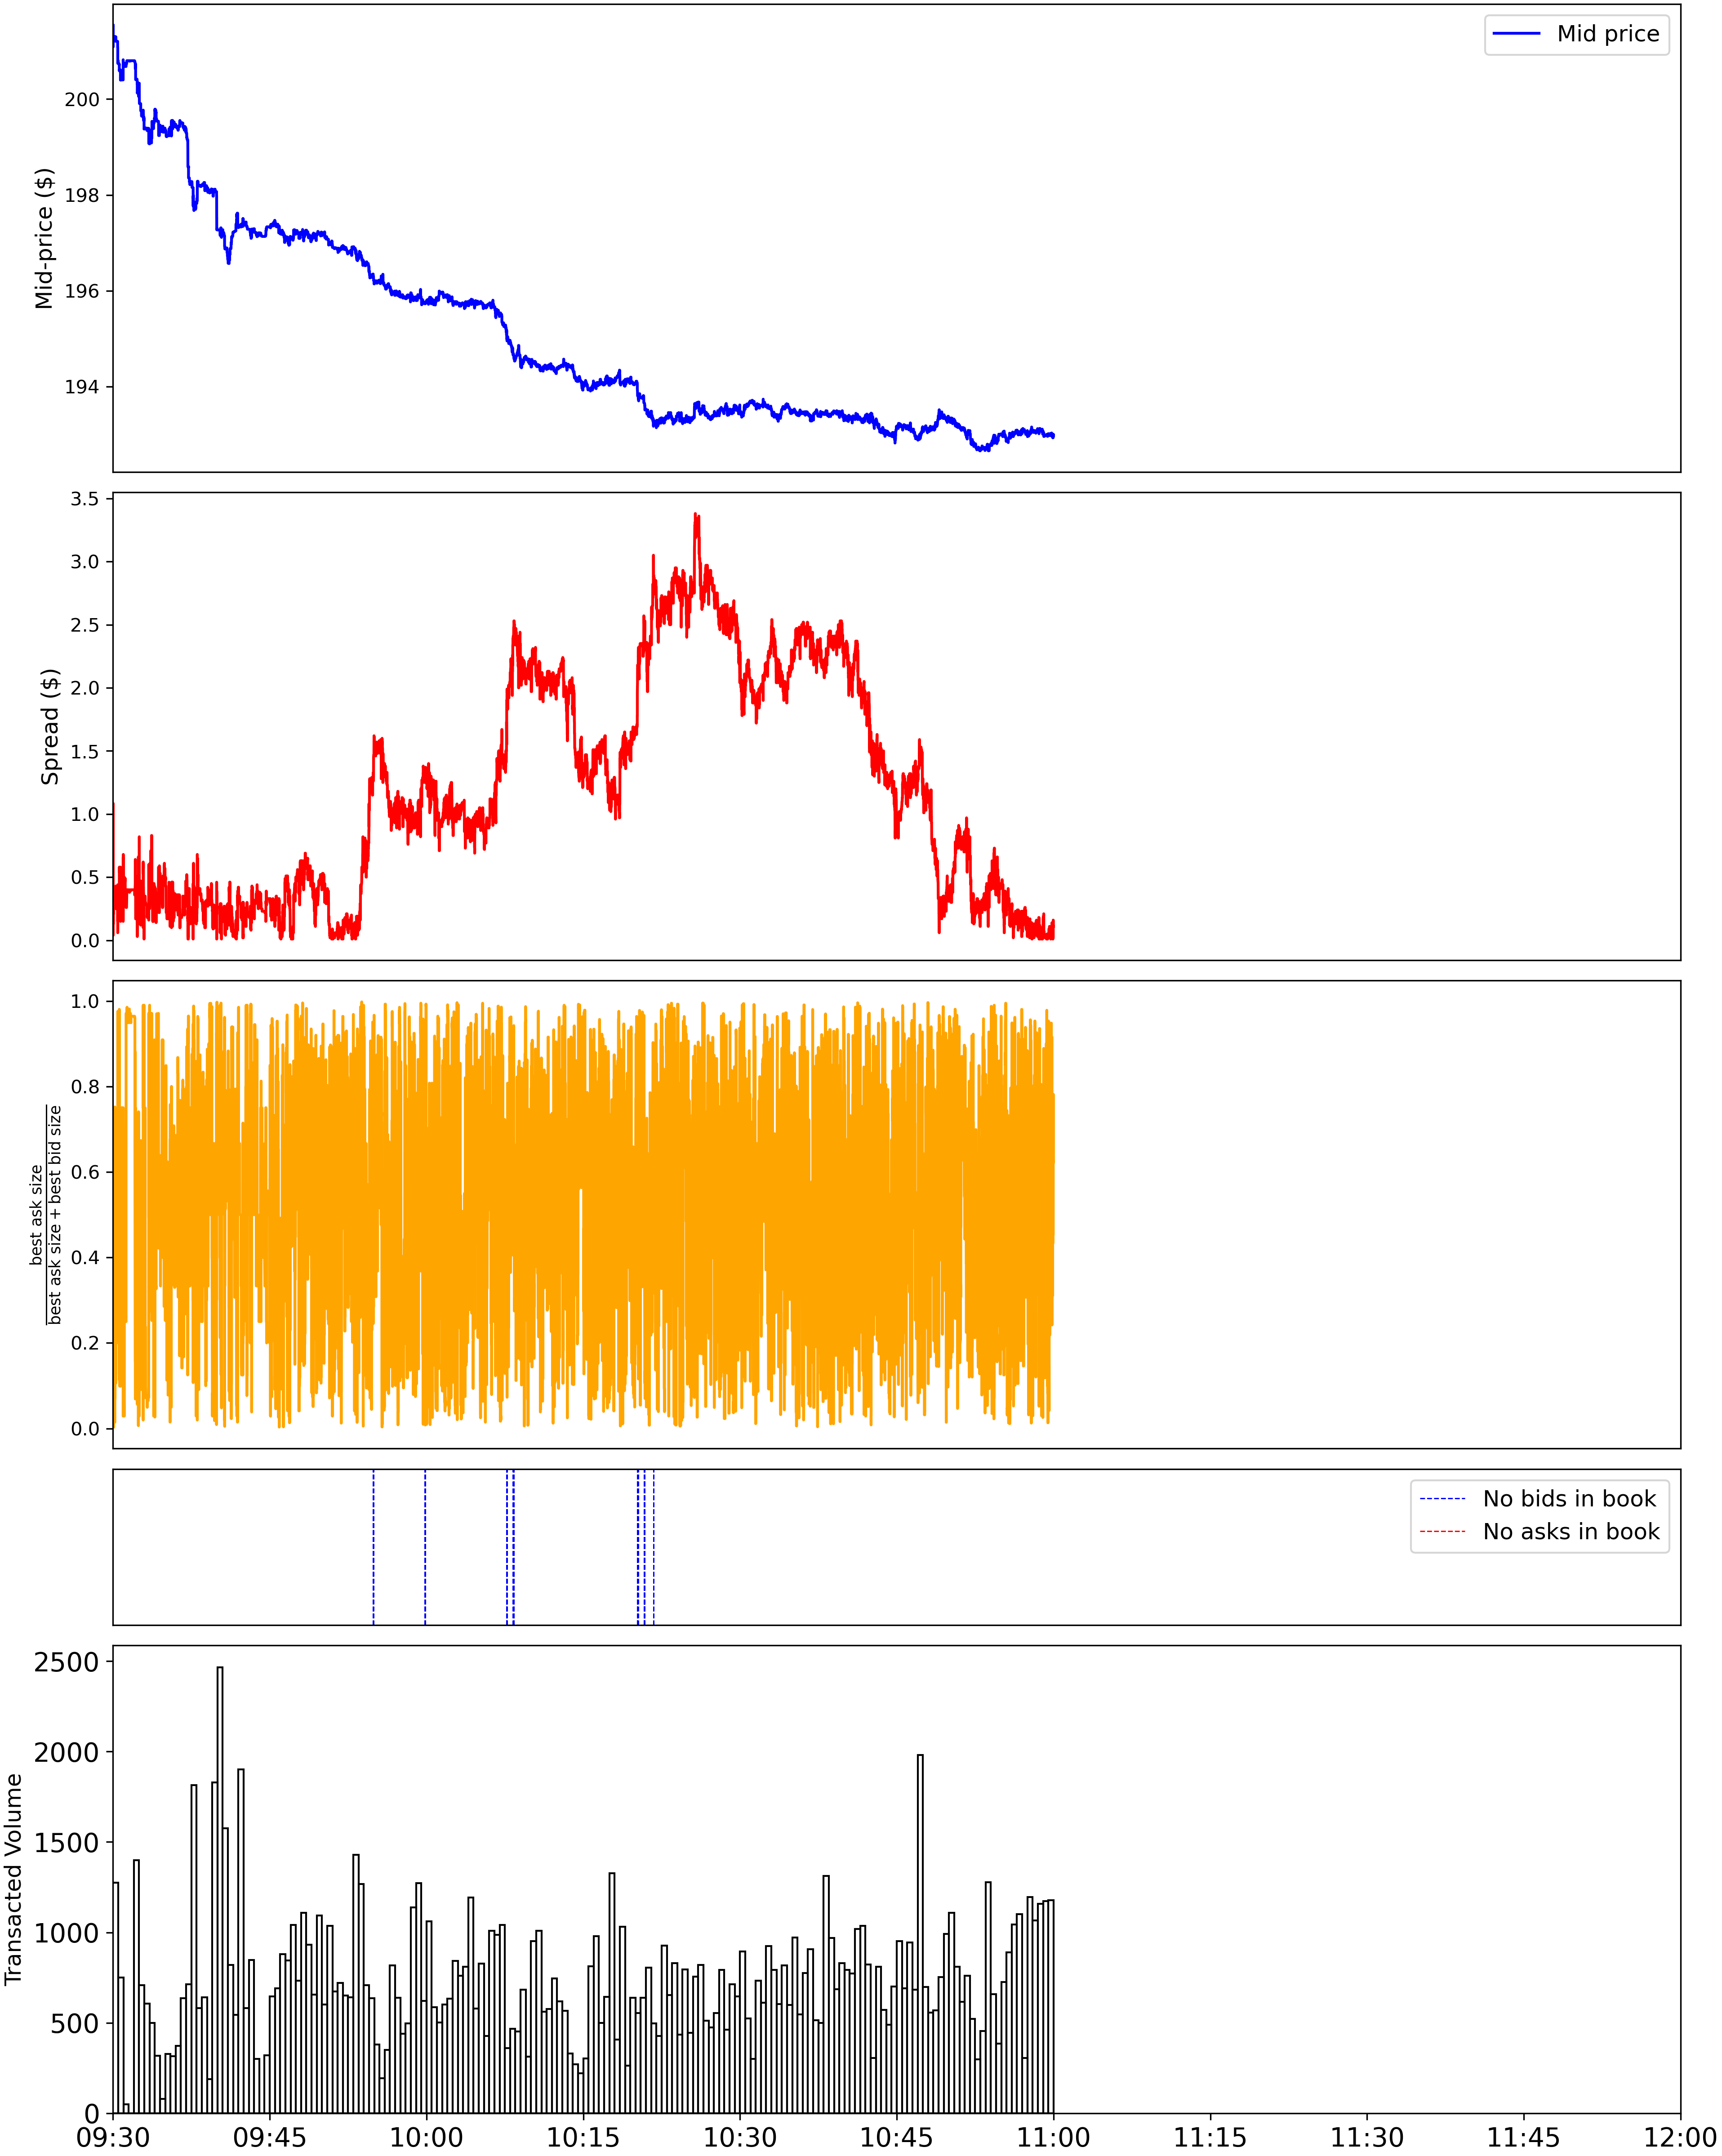 Mid price
Mid-price ($)
200
198
196
194
Spread ($)
3.5
3.0
2.5
2.0
1.5
1.0
0.5
0.0
best ask size
best ask size + best bid size
1.0
0.8
0.6
0.4
0.2
0.0
No bids in book
No asks in book
Transacted Volume
2500
2000
1500
1000
500
0
09:30 09:45 10:00 10:15 10:30 10:45 11:00 11:15 11:30 11:45 12:00